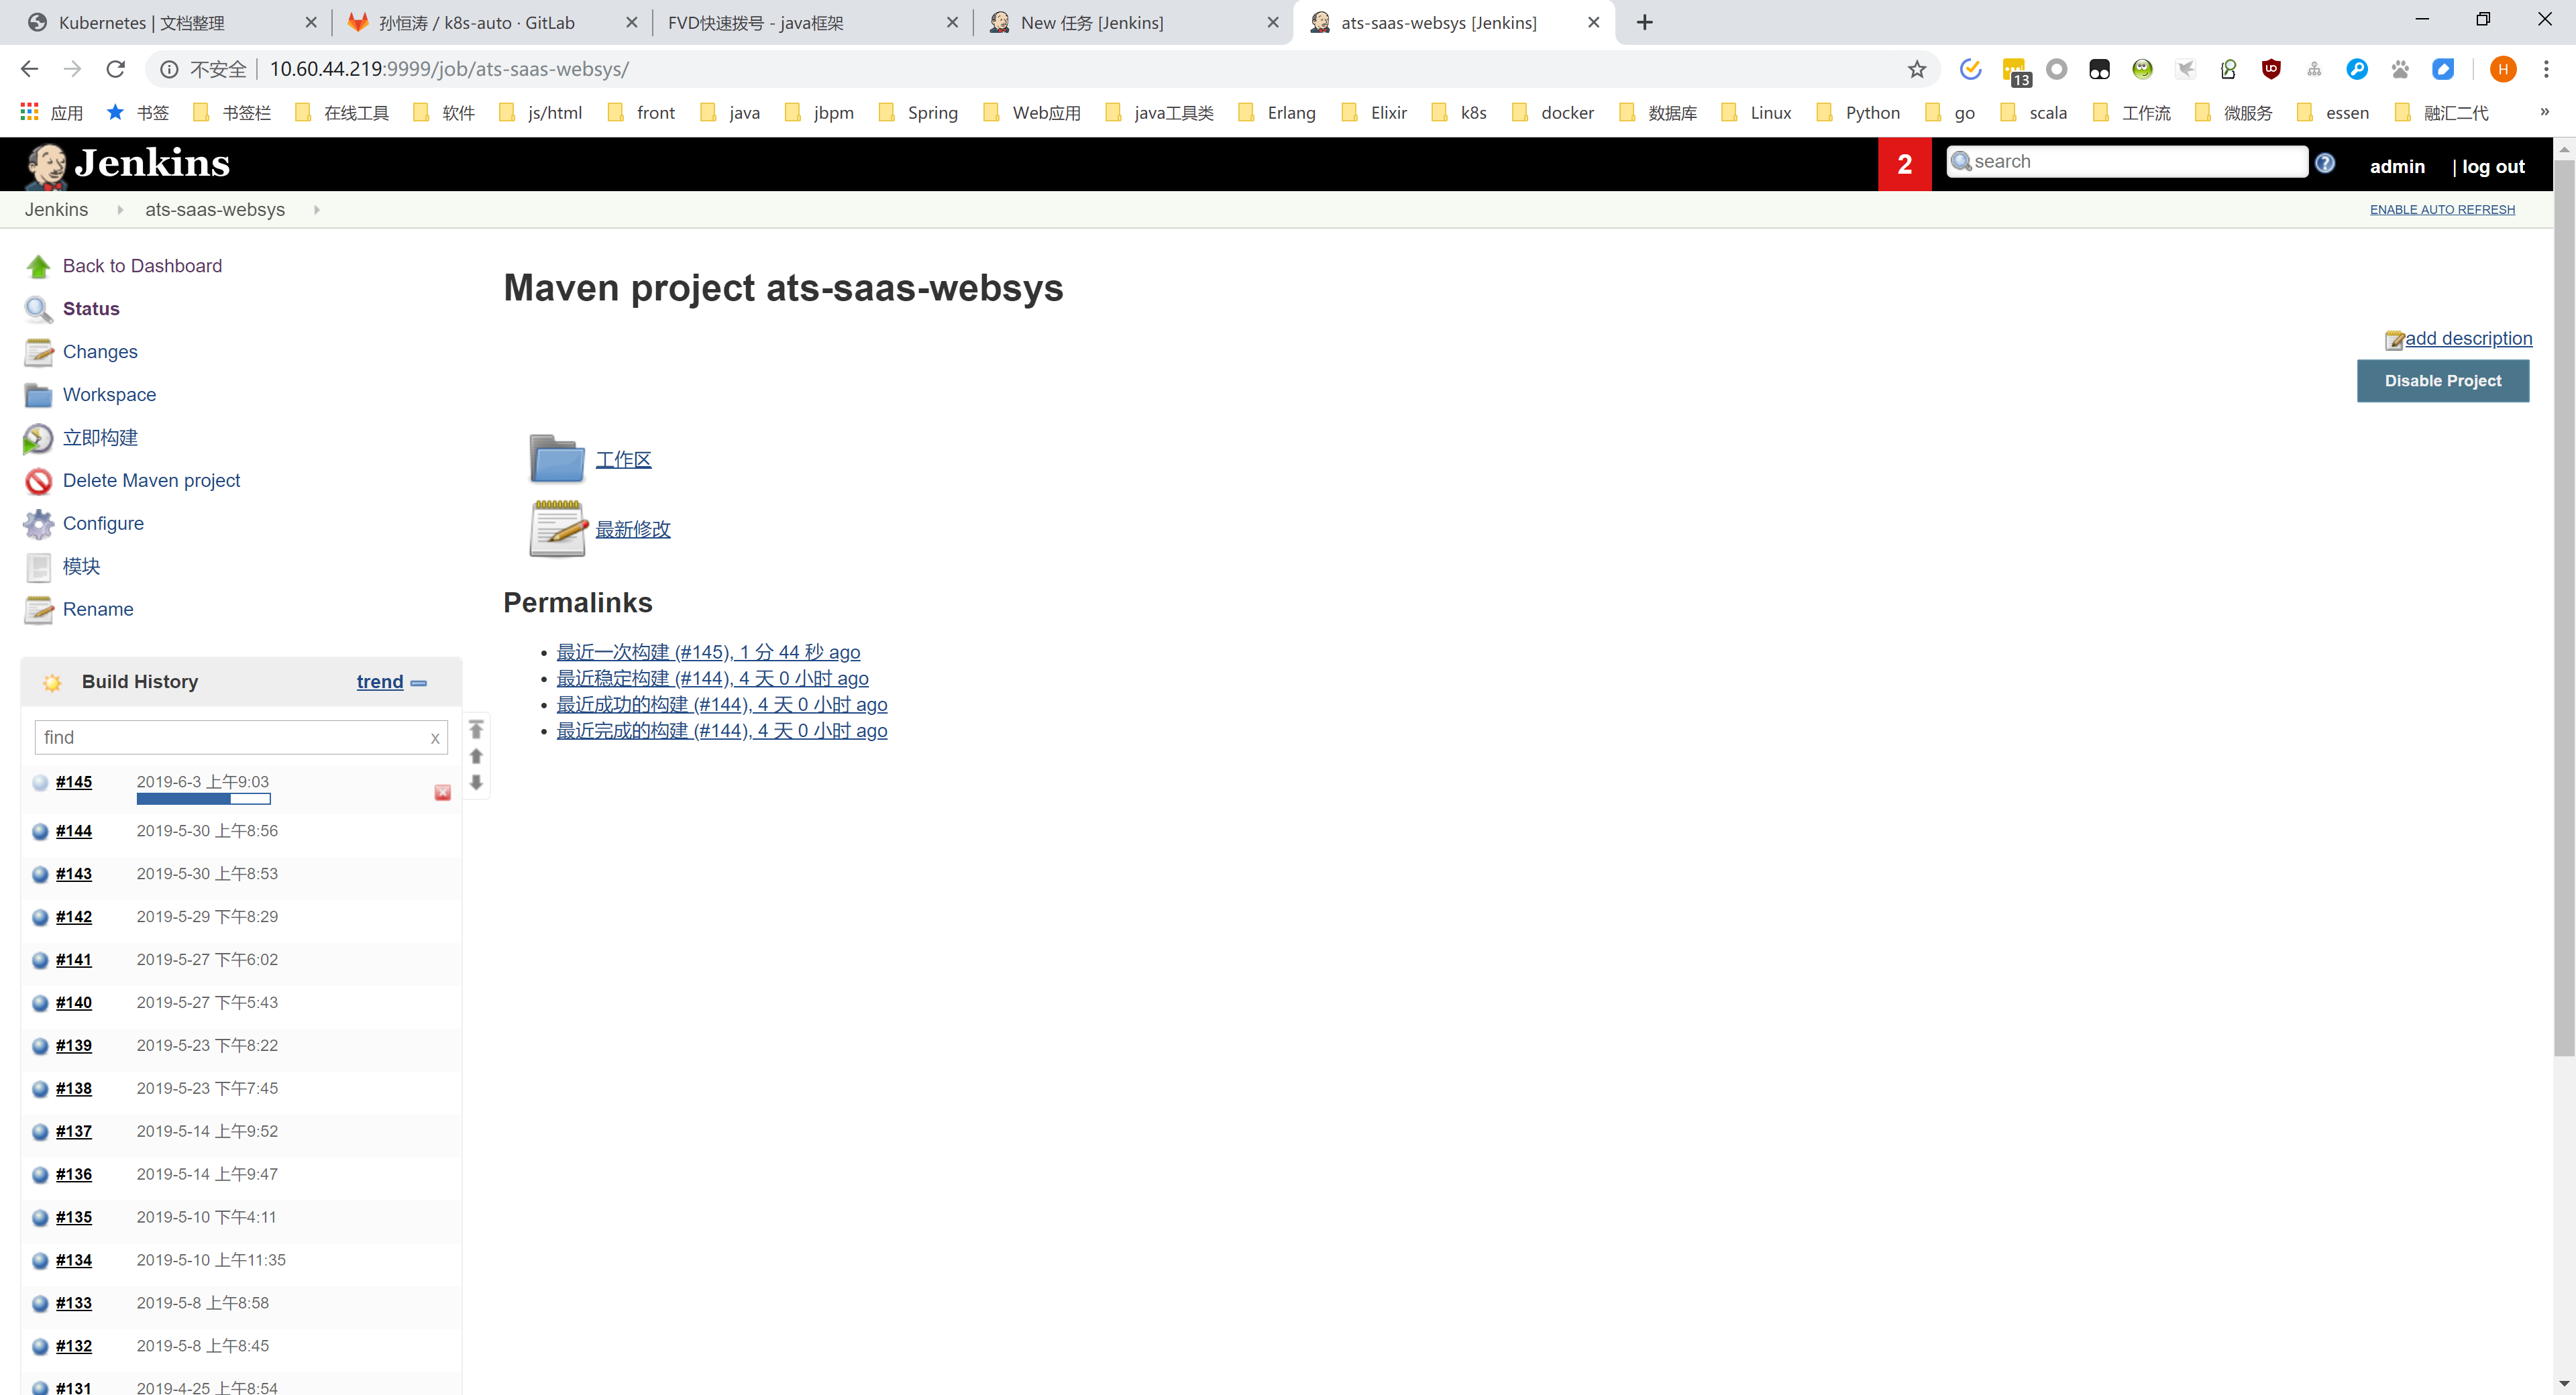 Kubernetes | 文档整理
孙恒涛 / k8s-auto · GitLab
FVD快速拨号 - java框架
New 任务 [Jenkins]
ats-saas-websys [Jenkins]
不安全 | 10.60.44.219:9999/job/ats-saas-websys/
13
H
应用 书签 书签栏 在线工具 软件 js/html front java jbpm Spring Web应用 java工具类 Erlang Elixir k8s docker 数据库 Linux Python go scala 工作流 微服务 essen 融汇二代 »
Jenkins
2
search
admin
| log out
Jenkins
ats-saas-websys
ENABLE AUTO REFRESH
Back to Dashboard
Status
Changes
Workspace
立即构建
Delete Maven project
Configure
模块
Rename
Maven project ats-saas-websys
add description
Disable Project
工作区
最新修改
Permalinks
最近一次构建 (#145), 1 分 44 秒 ago
最近稳定构建 (#144), 4 天 0 小时 ago
最近成功的构建 (#144), 4 天 0 小时 ago
最近完成的构建 (#144), 4 天 0 小时 ago
Build History
trend
find
x
#145 2019-6-3 上午9:03
#144 2019-5-30 上午8:56
#143 2019-5-30 上午8:53
#142 2019-5-29 下午8:29
#141 2019-5-27 下午6:02
#140 2019-5-27 下午5:43
#139 2019-5-23 下午8:22
#138 2019-5-23 下午7:45
#137 2019-5-14 上午9:52
#136 2019-5-14 上午9:47
#135 2019-5-10 下午4:11
#134 2019-5-10 上午11:35
#133 2019-5-8 上午8:58
#132 2019-5-8 上午8:45
#131 2019-4-25 上午8:54